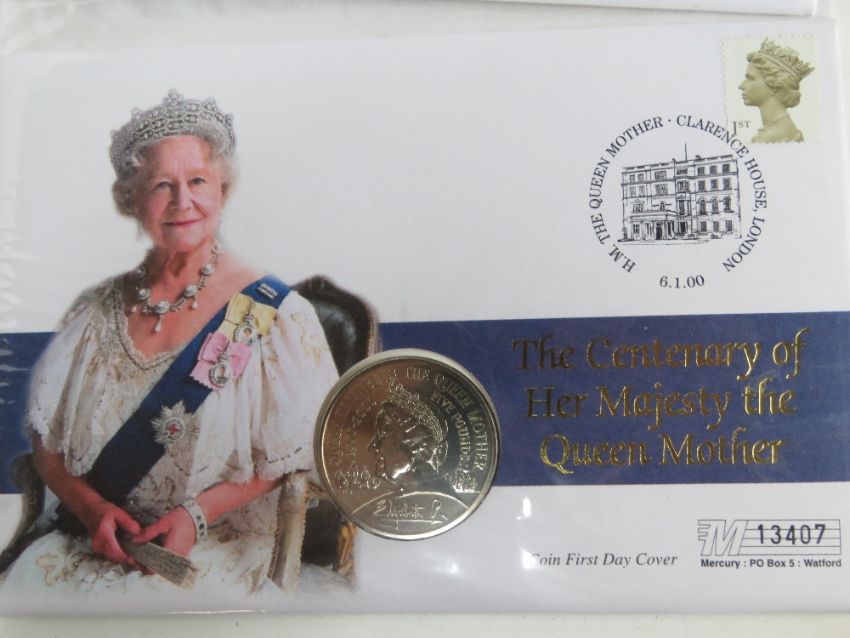 1ST
H.M. THE QUEEN MOTHER · CLARENCE HOUSE, LONDON
6.1.00
The Centenary of
Her Majesty the
Queen Mother
THE QUEEN MOTHER
FIVE POUNDS
Coin First Day Cover
M 13407
Mercury : PO Box 5 : Watford